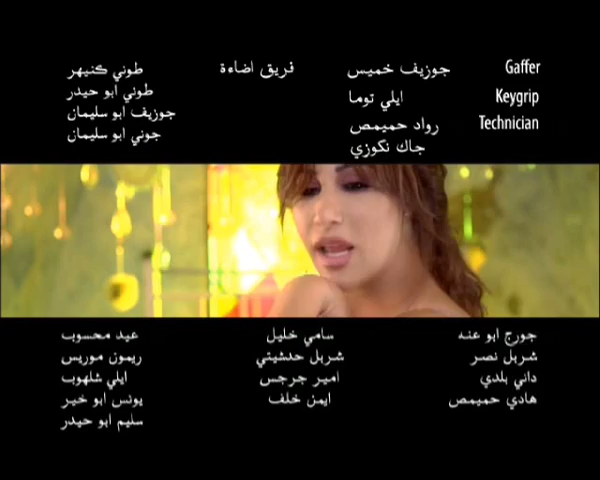 Gaffer جوزيف خميس فريق اضاءة طوني كنيهر
Keygrip ايلي توما طوني ابو حيدر
Technician رواد حميمص جوزيف ابو سليمان
جاك نكوزي جوني ابو سليمان
جورج ابو عنه سامي خليل عيد محسوب
شربل نصر شربل حدشيتي ريمون موريس
داني بلدي امير جرجس ايلي شلهوب
هادي حميمص ايمن خلف يونس ابو خير
سليم ابو حيدر